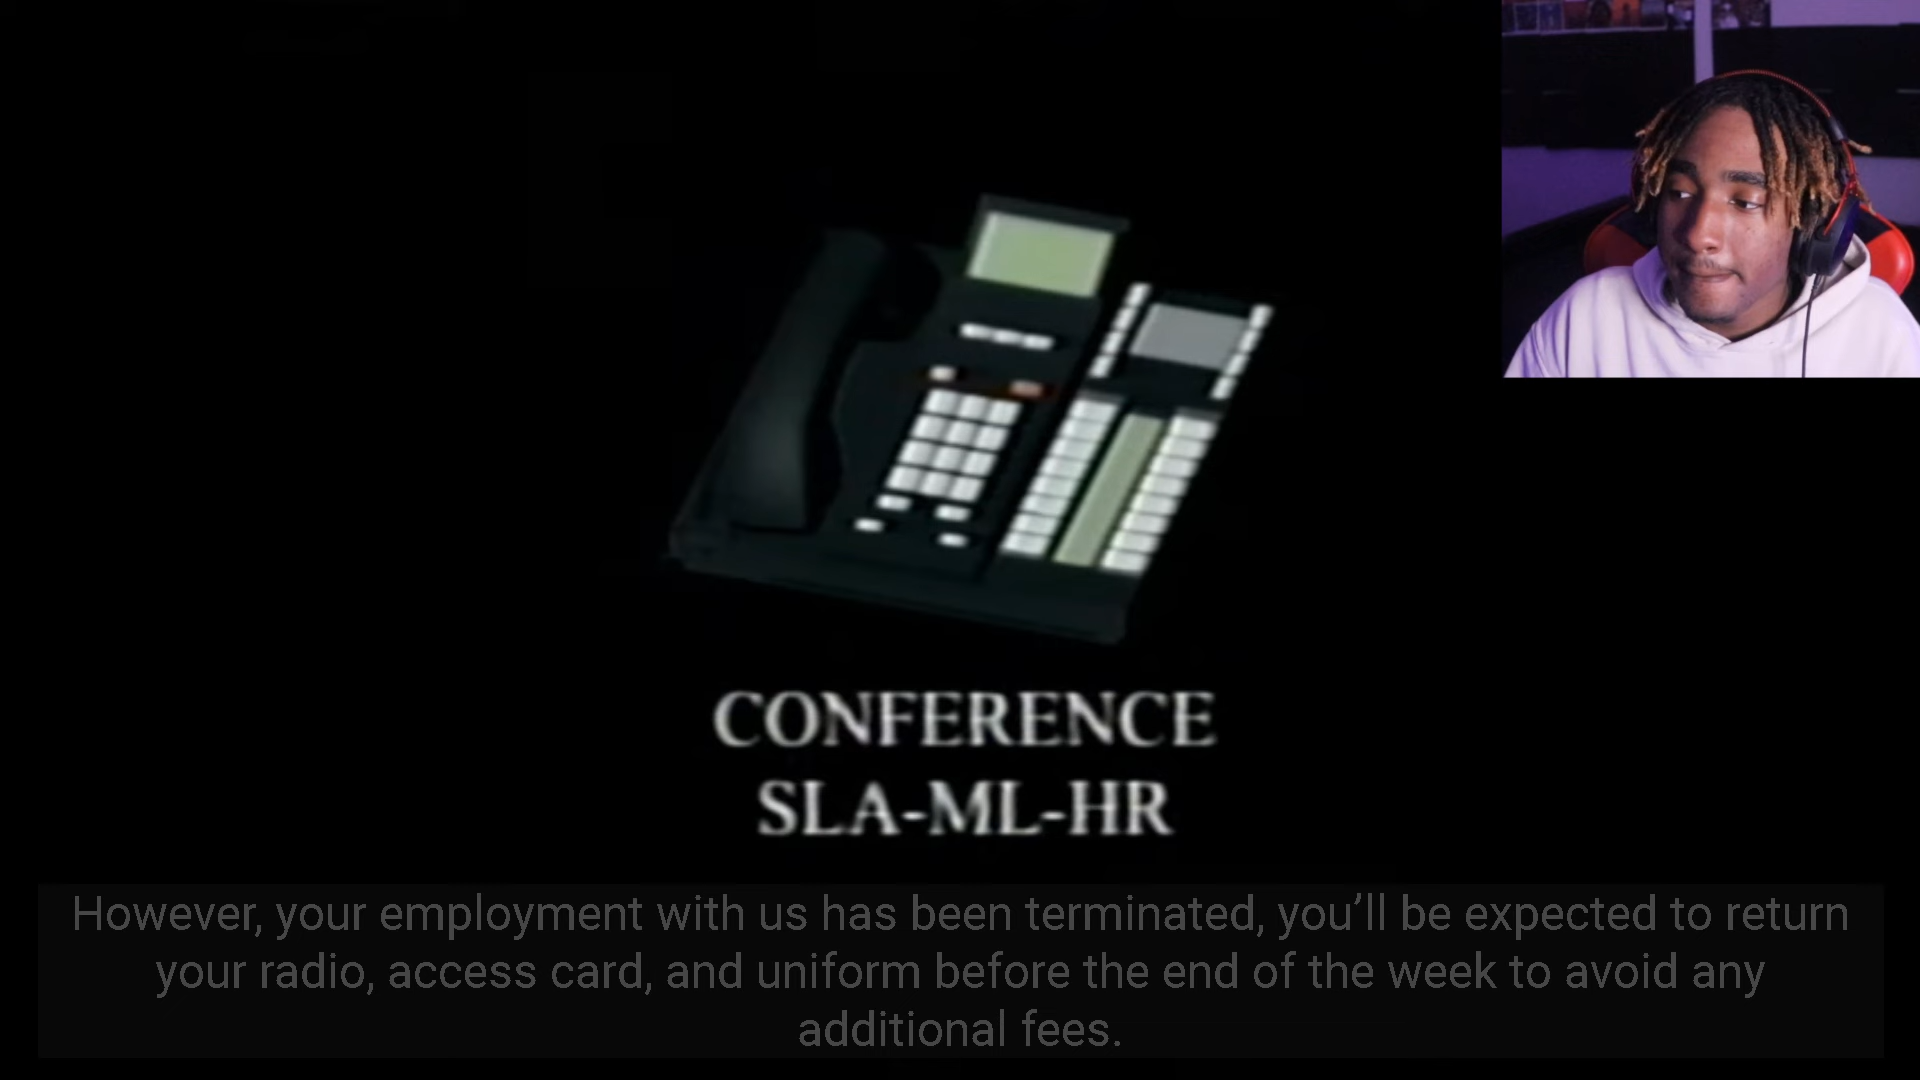 CONFERENCE
SLA-ML-HR
However, your employment with us has been terminated, you’ll be expected to return
your radio, access card, and uniform before the end of the week to avoid any
additional fees.